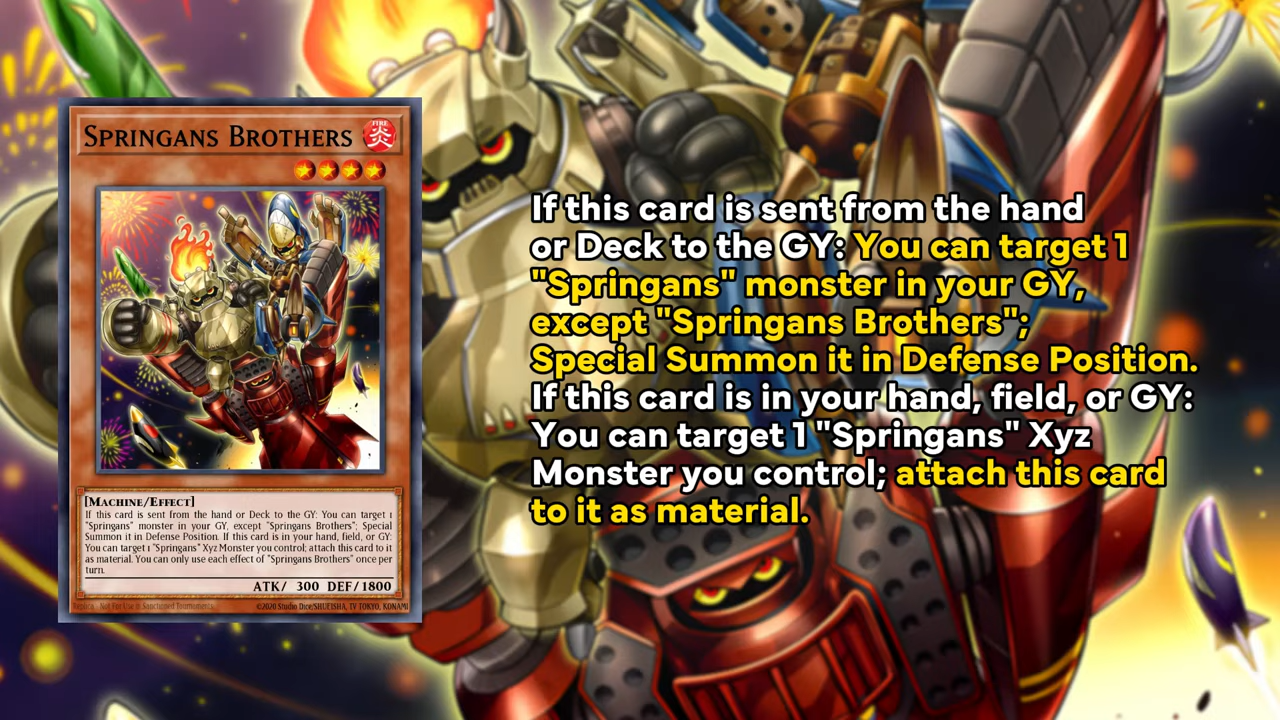 SPRINGANS BROTHERS
FIRE
炎
[MACHINE/EFFECT]
If this card is sent from the hand or Deck to the GY: You can target 1
"Springans" monster in your GY, except "Springans Brothers"; Special
Summon it in Defense Position. If this card is in your hand, field, or GY:
You can target 1 "Springans" Xyz Monster you control; attach this card to it
as material. You can only use each effect of "Springans Brothers" once per
turn.
ATK/ 300 DEF/1800
Replica - Not For Use in Sanctioned Tournaments
©2020 Studio Dice/SHUEISHA, TV TOKYO, KONAMI
If this card is sent from the hand
or Deck to the GY: You can target 1
"Springans" monster in your GY,
except "Springans Brothers";
Special Summon it in Defense Position.
If this card is in your hand, field, or GY:
You can target 1 "Springans" Xyz
Monster you control; attach this card
to it as material.